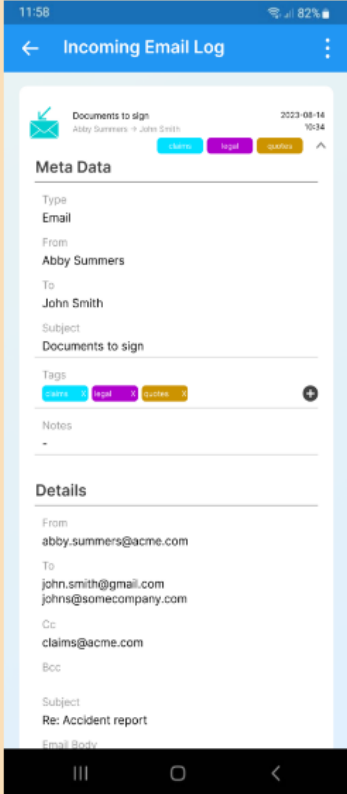 11:58 82%
Incoming Email Log
Documents to sign 2023-08-14
Abby Summers → John Smith 10:34
claims legal quotes
Meta Data
Type
Email
From
Abby Summers
To
John Smith
Subject
Documents to sign
Tags
claims X legal X quotes X
Notes
-
Details
From
abby.summers@acme.com
To
john.smith@gmail.com
johns@somecompany.com
Cc
claims@acme.com
Bcc
Subject
Re: Accident report
Email Body